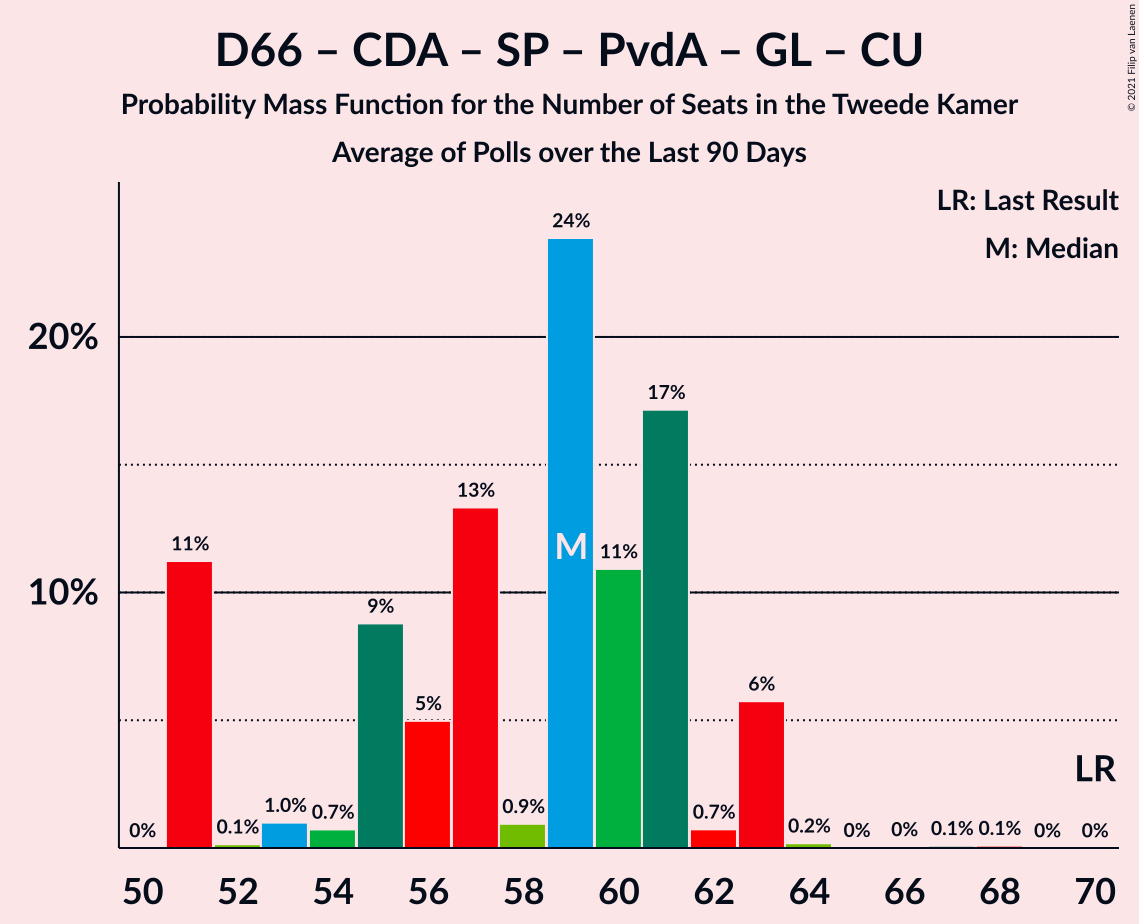 D66 – CDA – SP – PvdA – GL – CU
Probability Mass Function for the Number of Seats in the Tweede Kamer
Average of Polls over the Last 90 Days
© 2021 Filip van Laenen
LR: Last Result
M: Median
20%
10%
0%
11%
0.1%
1.0%
0.7%
9%
5%
13%
0.9%
24%
M
11%
17%
0.7%
6%
0.2%
0%
0%
0.1%
0.1%
0%
0%
LR
50 52 54 56 58 60 62 64 66 68 70